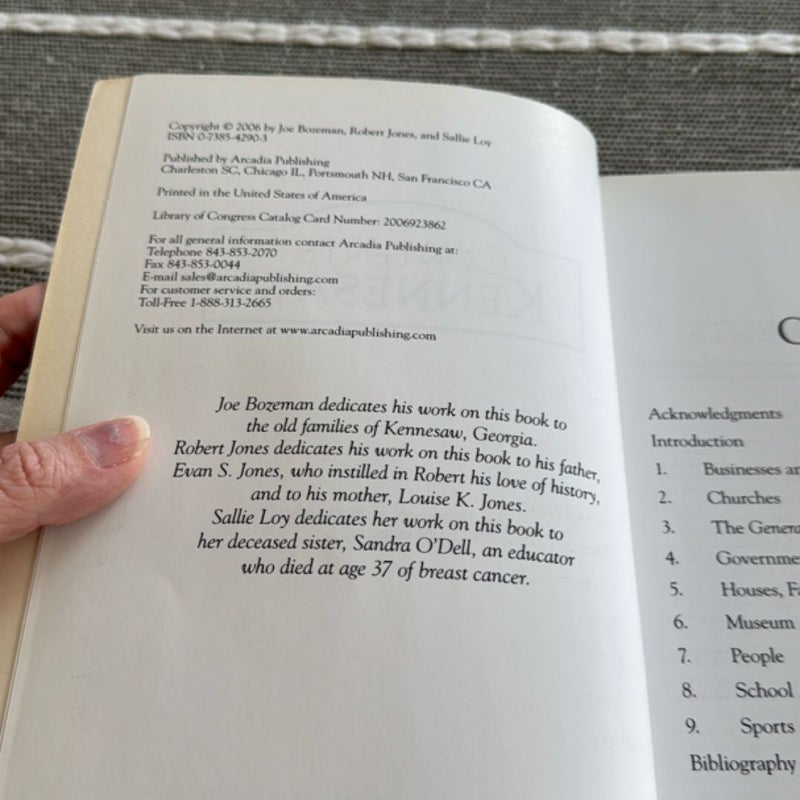 Copyright © 2006 by Joe Bozeman, Robert Jones, and Sallie Loy
ISBN 0-7385-4290-3
Published by Arcadia Publishing
Charleston SC, Chicago IL, Portsmouth NH, San Francisco CA
Printed in the United States of America
Library of Congress Catalog Card Number: 2006923862
For all general information contact Arcadia Publishing at:
Telephone 843-853-2070
Fax 843-853-0044
E-mail sales@arcadiapublishing.com
For customer service and orders:
Toll-Free 1-888-313-2665
Visit us on the Internet at www.arcadiapublishing.com
Joe Bozeman dedicates his work on this book to
the old families of Kennesaw, Georgia.
Robert Jones dedicates his work on this book to his father,
Evan S. Jones, who instilled in Robert his love of history,
and to his mother, Louise K. Jones.
Sallie Loy dedicates her work on this book to
her deceased sister, Sandra O'Dell, an educator
who died at age 37 of breast cancer.
C
Acknowledgments
Introduction
1. Businesses an
2. Churches
3. The Genera
4. Governme
5. Houses, Fa
6. Museum
7. People
8. School
9. Sports
Bibliography